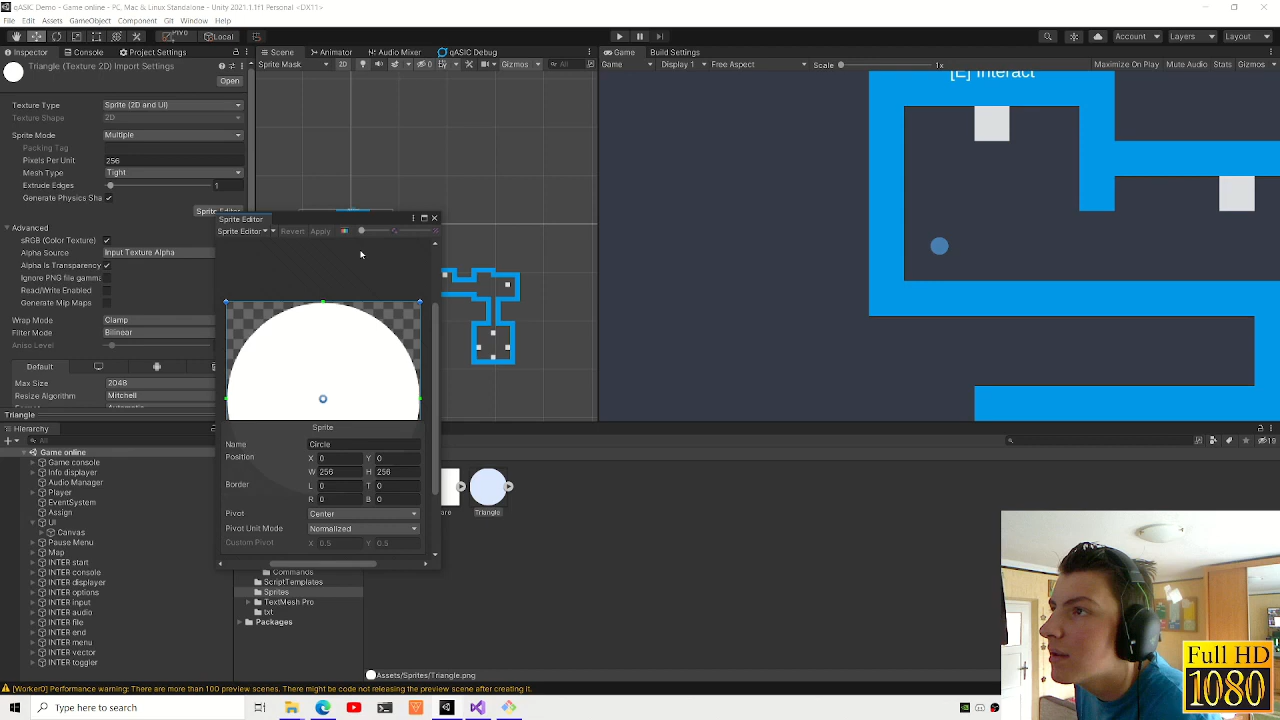 qASIC Demo - Game online - PC, Mac & Linux Standalone - Unity 2021.1.1f1 Personal <DX11>
File Edit Assets GameObject Component Git Window Help
Local
Account Layers Layout
Inspector Console Project Settings
Triangle (Texture 2D) Import Settings
Open
Texture Type Sprite (2D and UI)
Texture Shape 2D
Sprite Mode Multiple
Packing Tag
Pixels Per Unit 256
Mesh Type Tight
Extrude Edges 1
Generate Physics Sha
Sprite Editor
Advanced
sRGB (Color Texture)
Alpha Source Input Texture Alpha
Alpha Is Transparency
Ignore PNG file gamma
Read/Write Enabled
Generate Mip Maps
Wrap Mode Clamp
Filter Mode Bilinear
Aniso Level
Default
Max Size 2048
Resize Algorithm Mitchell
Triangle
Scene Animator Audio Mixer qASIC Debug
Sprite Mask 2D 0 Gizmos All
Game Build Settings
Game Display 1 Free Aspect Scale 1x Maximize On Play Mute Audio Stats Gizmos
[E] Interact
Sprite Editor
Sprite Editor Revert Apply
Sprite
Name Circle
Position X 0 Y 0
W 256 H 256
Border L 0 T 0
R 0 B 0
Pivot Center
Pivot Unit Mode Normalized
Custom Pivot X 0.5 Y 0.5
Hierarchy
All
Game online
Game console
Info displayer
Audio Manager
Player
EventSystem
Assign
UI
Canvas
Pause Menu
Map
INTER start
INTER console
INTER displayer
INTER options
INTER input
INTER audio
INTER file
INTER end
INTER menu
INTER vector
INTER toggler
Triangle
Commands
ScriptTemplates
Sprites
TextMesh Pro
txt
Packages
Assets/Sprites/Triangle.png
[Worker0] Performance warning: There are more than 100 preview scenes. There might be code not releasing the preview scene after creating it.
Type here to search
Full HD
1080